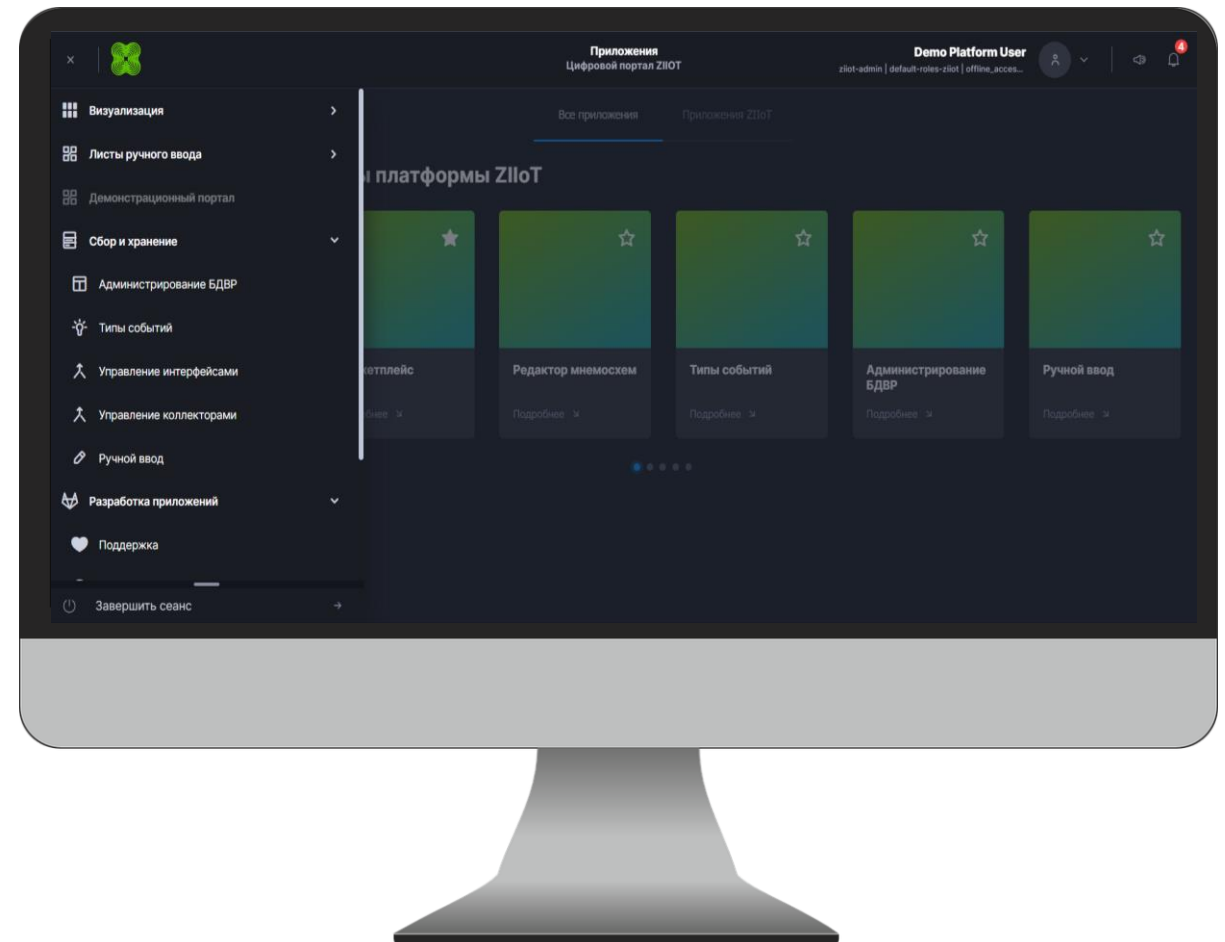 Приложения
Цифровой портал ZIIOT
Demo Platform User
ziiot-admin | default-roles-ziiot | offline_acces...
4
Визуализация
Листы ручного ввода
Демонстрационный портал
Сбор и хранение
Администрирование БДВР
Типы событий
Управление интерфейсами
Управление коллекторами
Ручной ввод
Разработка приложений
Поддержка
Завершить сеанс
Все приложения
Приложения ZIIoT
платформы ZIIoT
етплейс
Редактор мнемосхем
Типы событий
Администрирование
БДВР
Ручной ввод
бнее
Подробнее
Подробнее
Подробнее
Подробнее